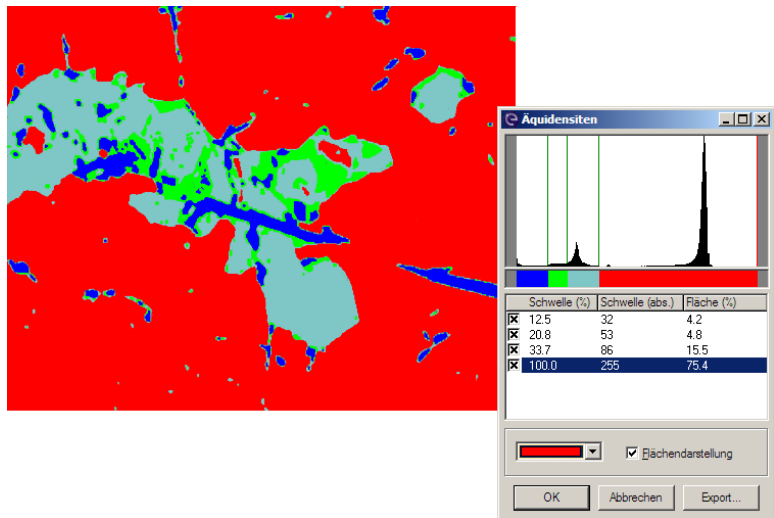 Äquidensiten
Schwelle (%) Schwelle (abs.) Fläche (%)
12.5 32 4.2
20.8 53 4.8
33.7 86 15.5
100.0 255 75.4
Flächendarstellung
OK Abbrechen Export...